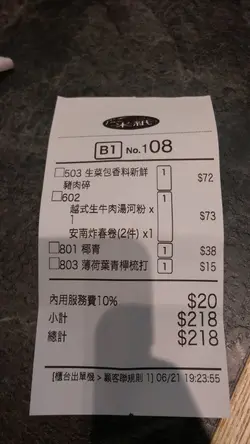 B1 No.108
503 生菜包香料新鮮 1 $72
豬肉碎
602 1 $73
越式生牛肉湯河粉 x
1
安南炸春卷(2件) x1
801 椰青 1 $38
803 薄荷葉青檸梳打 1 $15
內用服務費10% $20
小計 $218
總計 $218
[櫃台出單機 > 顧客聯規則 1] 06/21 19:23:55